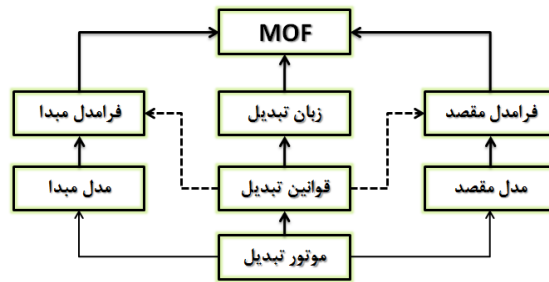 MOF
فرامدل مبدا
زبان تبدیل
فرامدل مقصد
مدل مبدا
قوانین تبدیل
مدل مقصد
موتور تبدیل